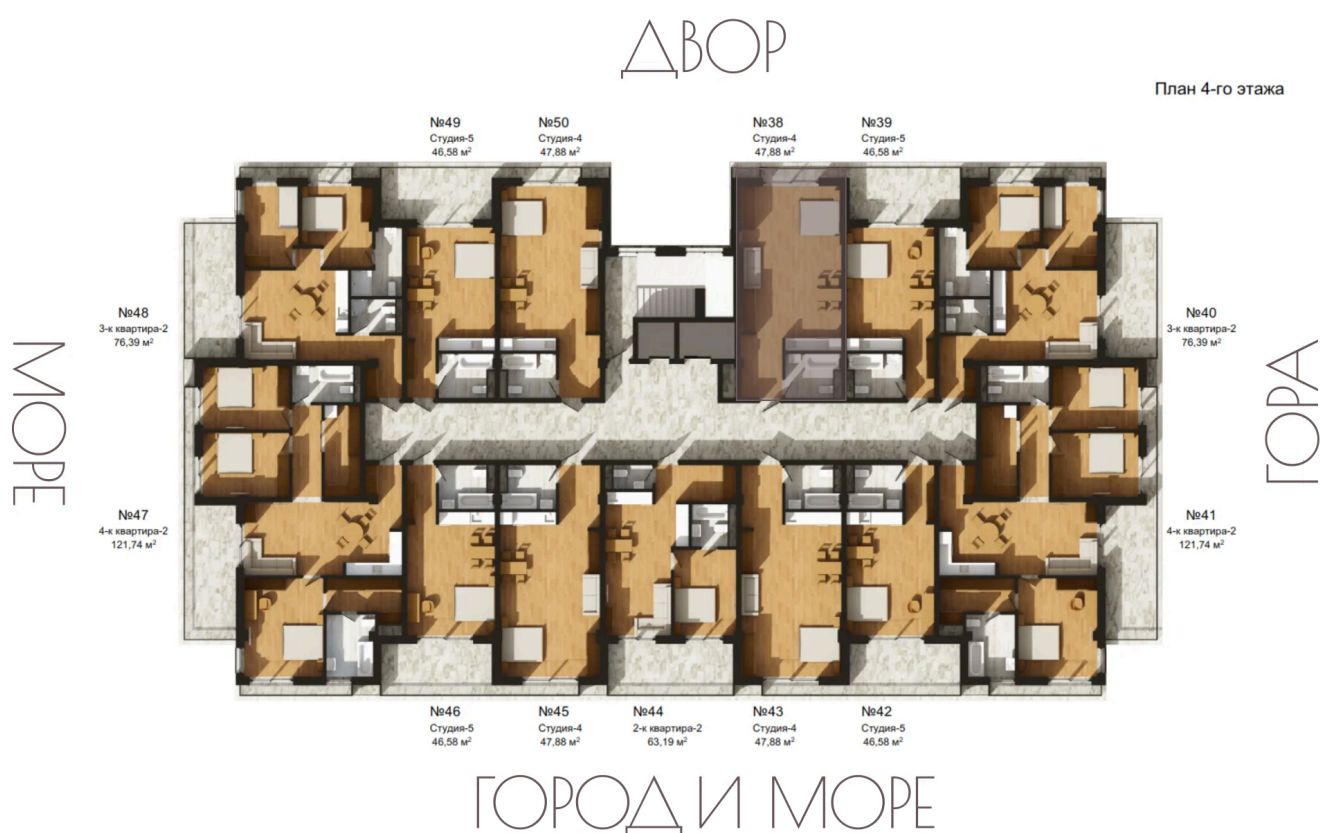 ДВОР
План 4-го этажа
№49
Студия-5
46,58 м²
№50
Студия-4
47,88 м²
№38
Студия-4
47,88 м²
№39
Студия-5
46,58 м²
№48
3-к квартира-2
76,39 м²
№40
3-к квартира-2
76,39 м²
МОРЕ
ГОРА
№47
4-к квартира-2
121,74 м²
№41
4-к квартира-2
121,74 м²
№46
Студия-5
46,58 м²
№45
Студия-4
47,88 м²
№44
2-к квартира-2
63,19 м²
№43
Студия-4
47,88 м²
№42
Студия-5
46,58 м²
ГОРОД И МОРЕ